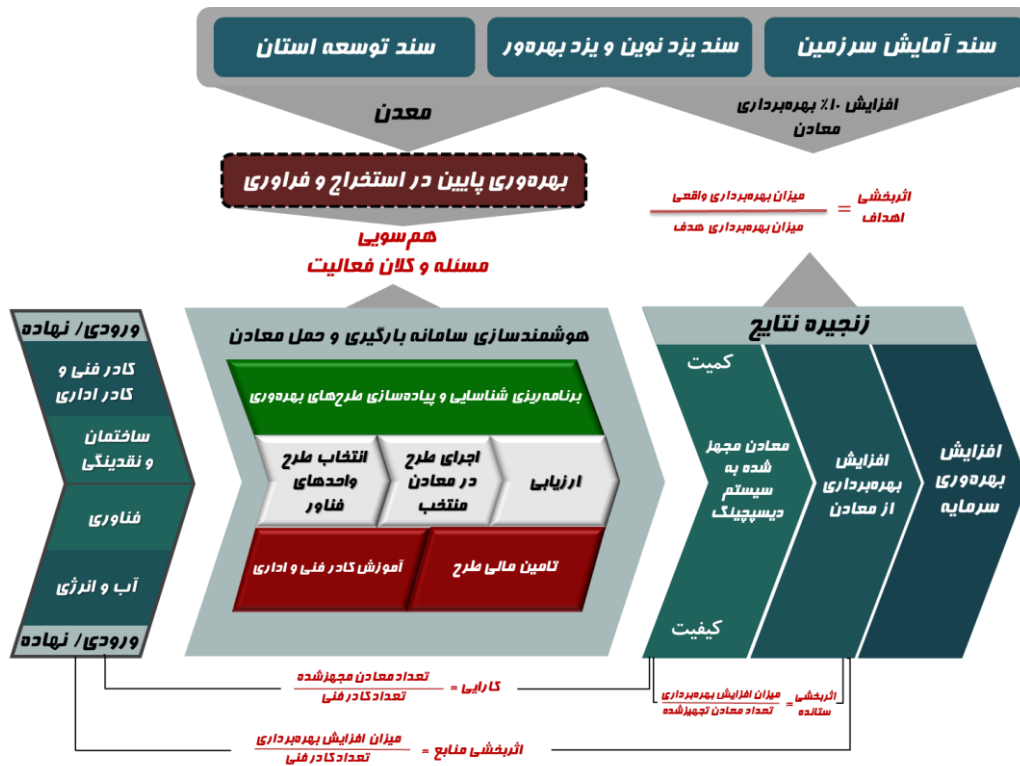 سند آمایش سرزمین
سند یزد نوین و یزد بهره‌ور
سند توسعه استان
افزایش ۱۰٪ بهره‌برداری
معادن
معدن
بهره‌وری پایین در استخراج و فراوری
هم‌سویی
مسئله و کلان فعالیت
اثربخشی
اهداف
=
میزان بهره‌برداری واقعی
میزان بهره‌برداری هدف
ورودی/ نهاده
کادر فنی و
کادر اداری
ساختمان
و نقدینگی
فناوری
آب و انرژی
ورودی/ نهاده
هوشمندسازی سامانه بارگیری و حمل معادن
برنامه‌ریزی شناسایی و پیاده‌سازی طرح‌های بهره‌وری
انتخاب طرح
واحدهای
فناور
اجرای طرح
در معادن
منتخب
ارزیابی
آموزش کادر فنی و اداری
تامین مالی طرح
زنجیره نتایج
کمیت
معادن مجهز
شده به
سیستم
دیسپچینگ
کیفیت
افزایش
بهره‌برداری
از معادن
افزایش
بهره‌وری
سرمایه
کارایی =
تعداد معادن مجهزشده
تعدادکادر فنی
اثربخشی
ستانده
=
میزان افزایش بهره‌برداری
تعداد معادن تجهیزشده
اثربخشی منابع =
میزان افزایش بهره‌برداری
تعدادکادر فنی